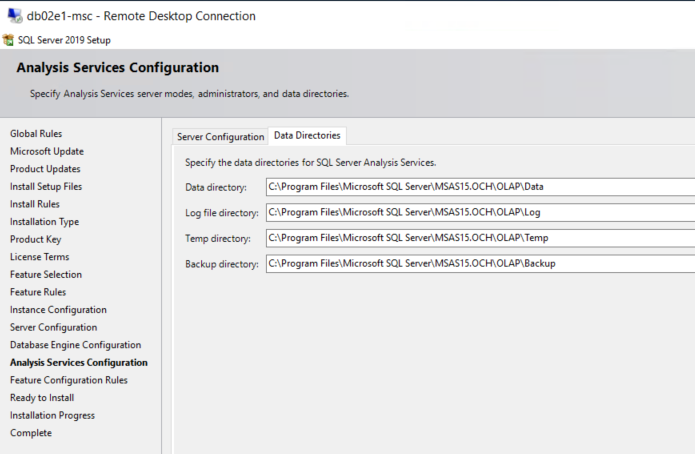 db02e1-msc - Remote Desktop Connection
SQL Server 2019 Setup
Analysis Services Configuration
Specify Analysis Services server modes, administrators, and data directories.
Global Rules
Microsoft Update
Product Updates
Install Setup Files
Install Rules
Installation Type
Product Key
License Terms
Feature Selection
Feature Rules
Instance Configuration
Server Configuration
Database Engine Configuration
Analysis Services Configuration
Feature Configuration Rules
Ready to Install
Installation Progress
Complete
Server Configuration Data Directories
Specify the data directories for SQL Server Analysis Services.
Data directory: C:\Program Files\Microsoft SQL Server\MSAS15.OCH\OLAP\Data
Log file directory: C:\Program Files\Microsoft SQL Server\MSAS15.OCH\OLAP\Log
Temp directory: C:\Program Files\Microsoft SQL Server\MSAS15.OCH\OLAP\Temp
Backup directory: C:\Program Files\Microsoft SQL Server\MSAS15.OCH\OLAP\Backup